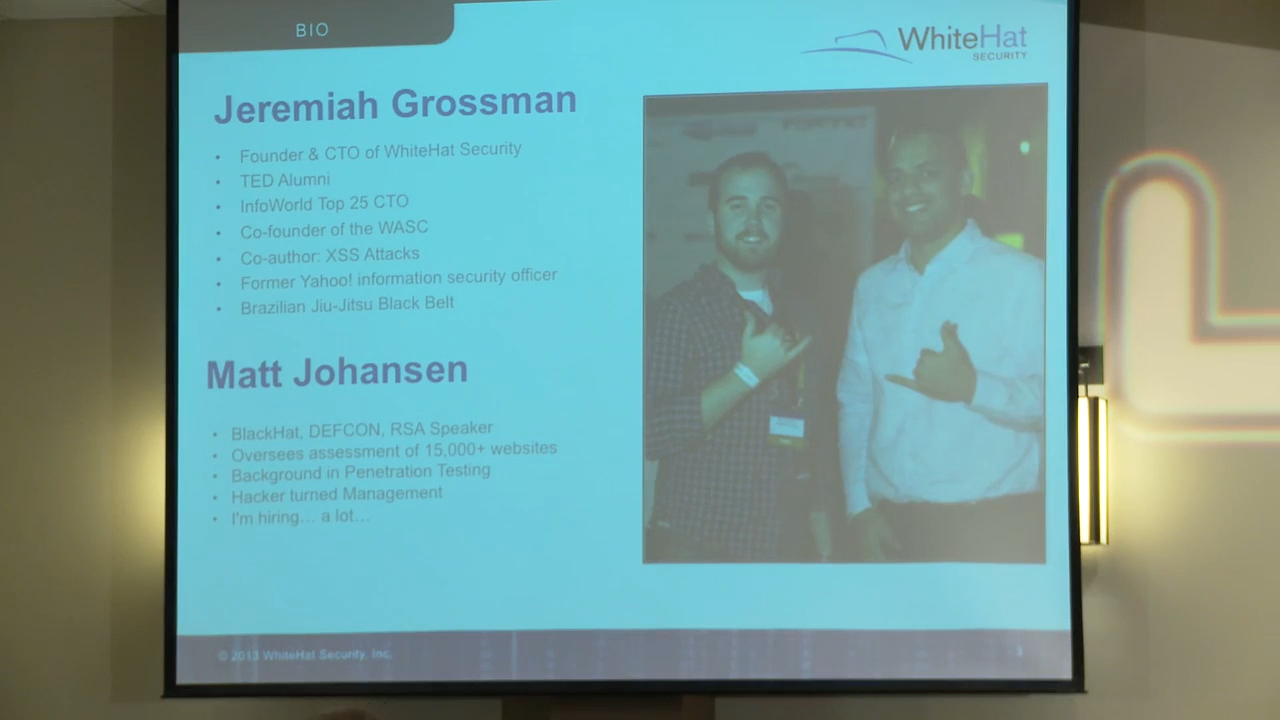 BIO
WhiteHat
SECURITY
Jeremiah Grossman
• Founder & CTO of WhiteHat Security
• TED Alumni
• InfoWorld Top 25 CTO
• Co-founder of the WASC
• Co-author: XSS Attacks
• Former Yahoo! information security officer
• Brazilian Jiu-Jitsu Black Belt
Matt Johansen
• BlackHat, DEFCON, RSA Speaker
• Oversees assessment of 15,000+ websites
• Background in Penetration Testing
• Hacker turned Management
• I'm hiring… a lot…
© 2013 WhiteHat Security, Inc.
3